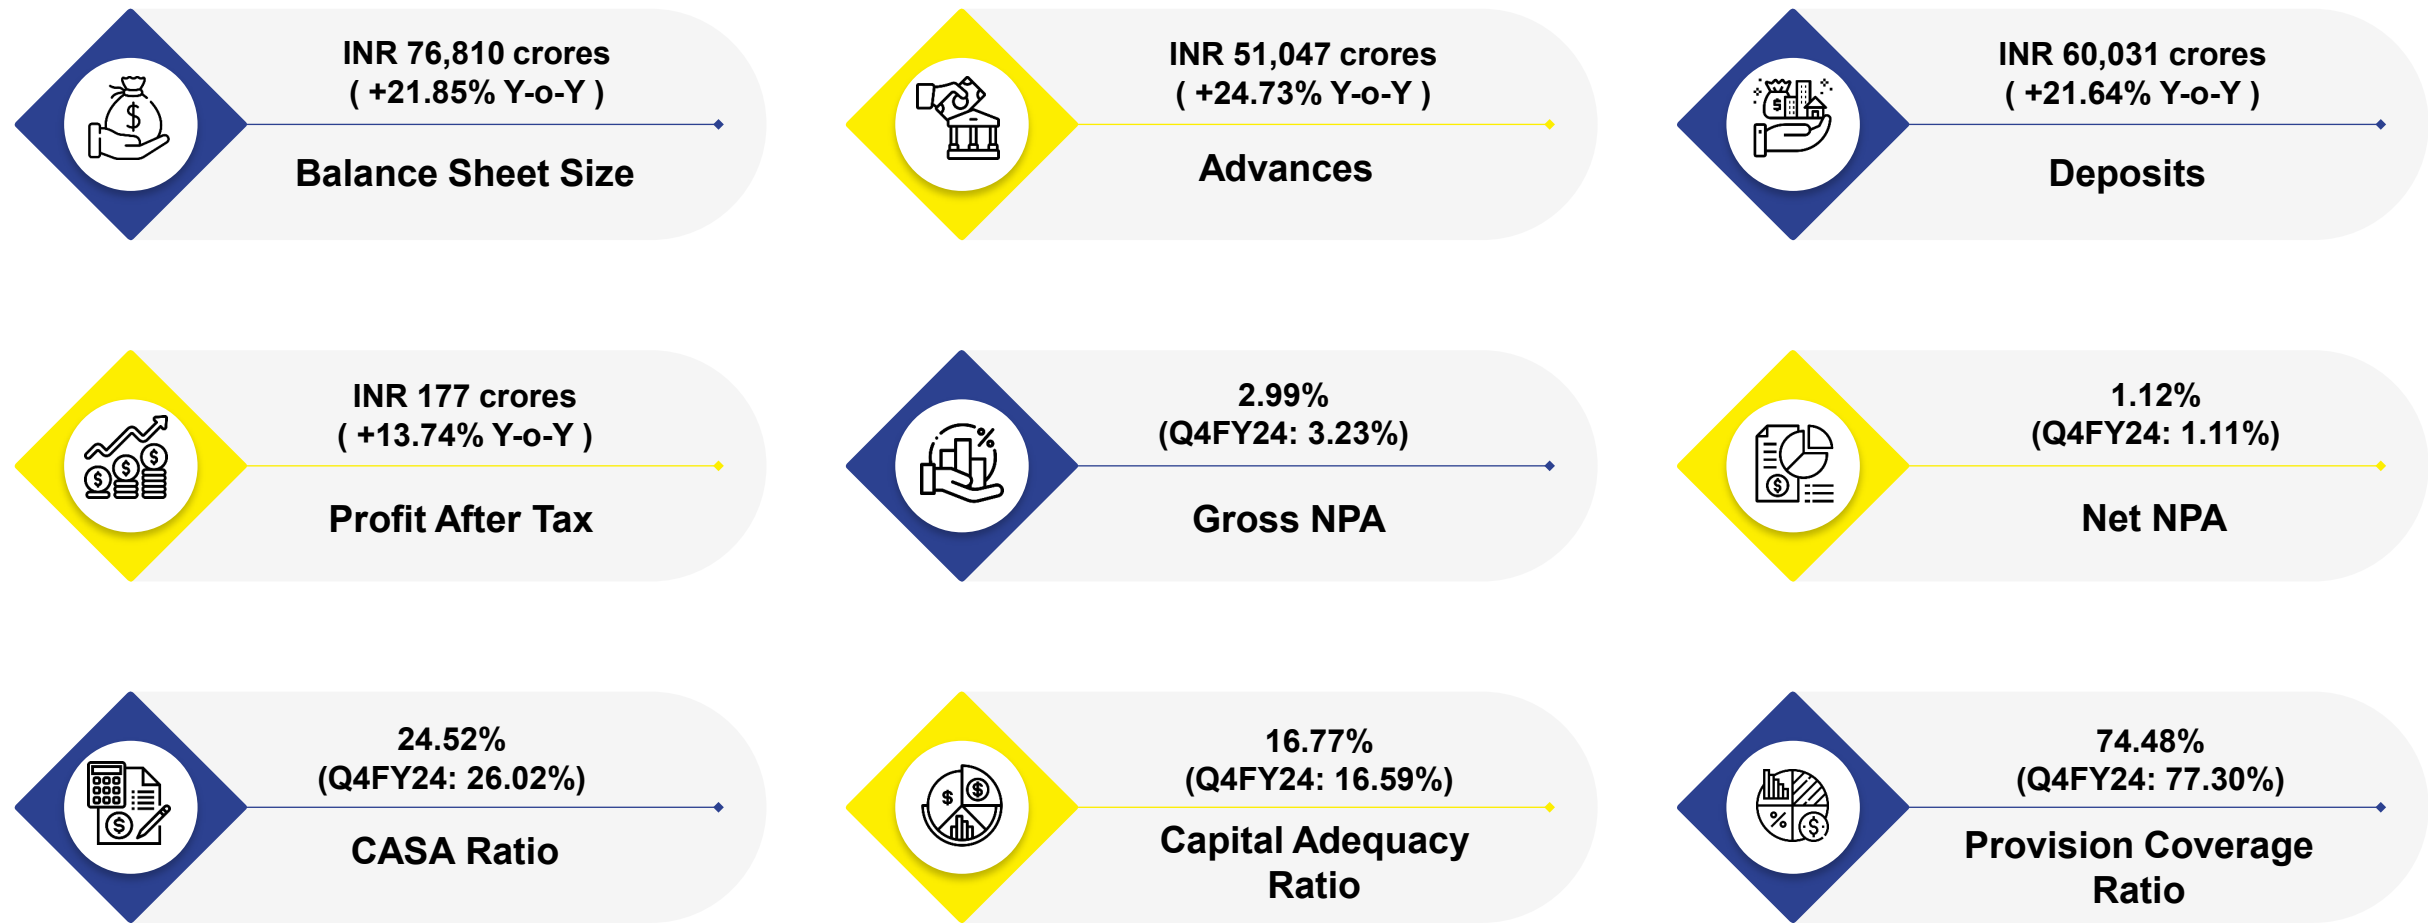 INR 76,810 crores
( +21.85% Y-o-Y )
Balance Sheet Size
INR 51,047 crores
( +24.73% Y-o-Y )
Advances
INR 60,031 crores
( +21.64% Y-o-Y )
Deposits
INR 177 crores
( +13.74% Y-o-Y )
Profit After Tax
2.99%
(Q4FY24: 3.23%)
Gross NPA
1.12%
(Q4FY24: 1.11%)
Net NPA
24.52%
(Q4FY24: 26.02%)
CASA Ratio
16.77%
(Q4FY24: 16.59%)
Capital Adequacy
Ratio
74.48%
(Q4FY24: 77.30%)
Provision Coverage
Ratio